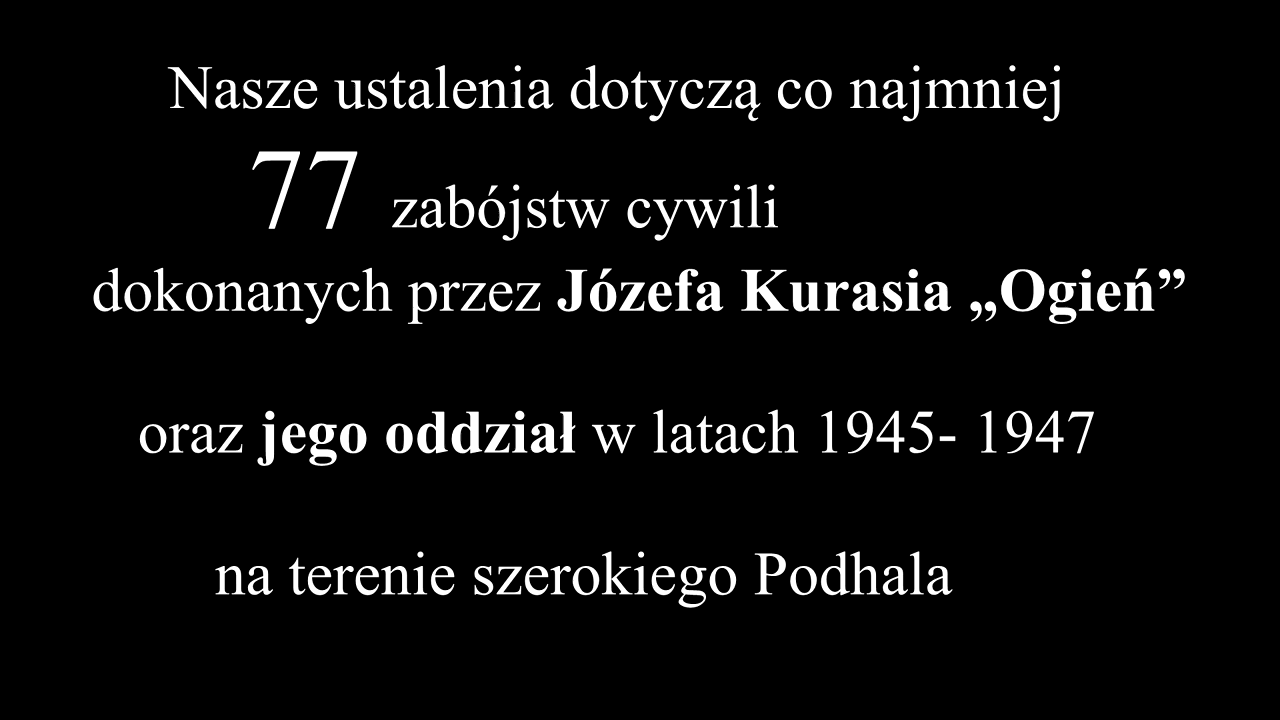 Nasze ustalenia dotyczą co najmniej
77 zabójstw cywili
dokonanych przez Józefa Kurasia „Ogień”
oraz jego oddział w latach 1945- 1947
na terenie szerokiego Podhala